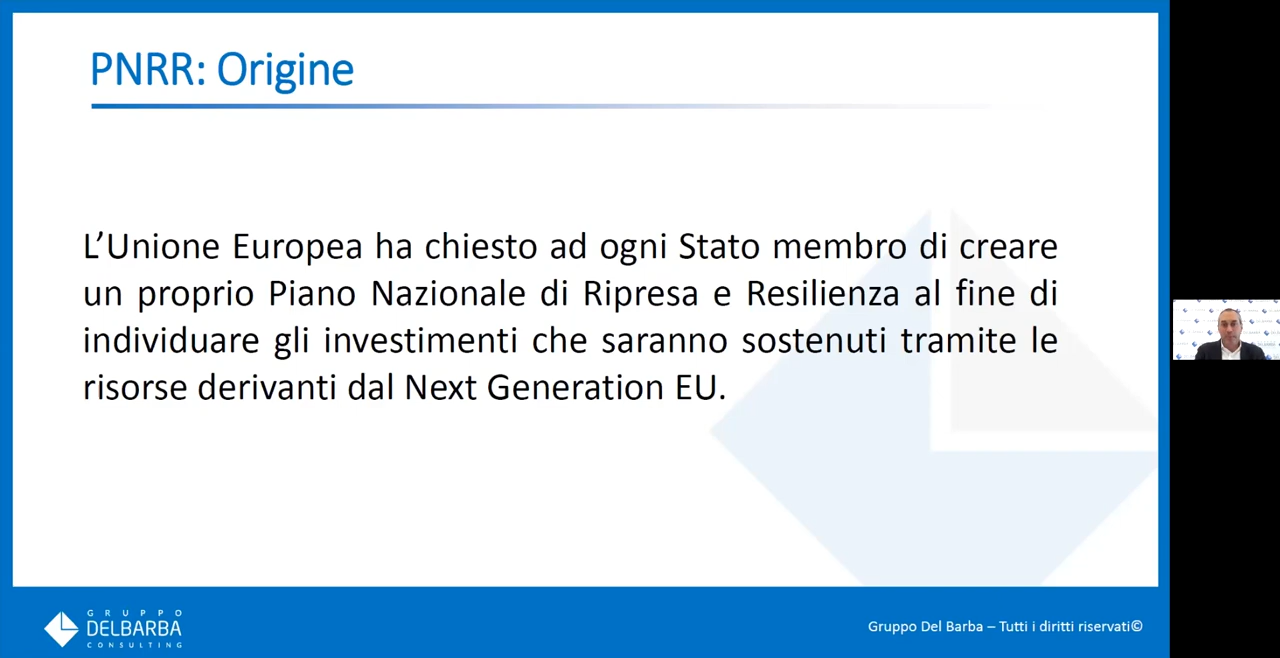 PNRR: Origine
L’Unione Europea ha chiesto ad ogni Stato membro di creare
un proprio Piano Nazionale di Ripresa e Resilienza al fine di
individuare gli investimenti che saranno sostenuti tramite le
risorse derivanti dal Next Generation EU.
GRUPPO
DELBARBA
CONSULTING
Gruppo Del Barba – Tutti i diritti riservati©